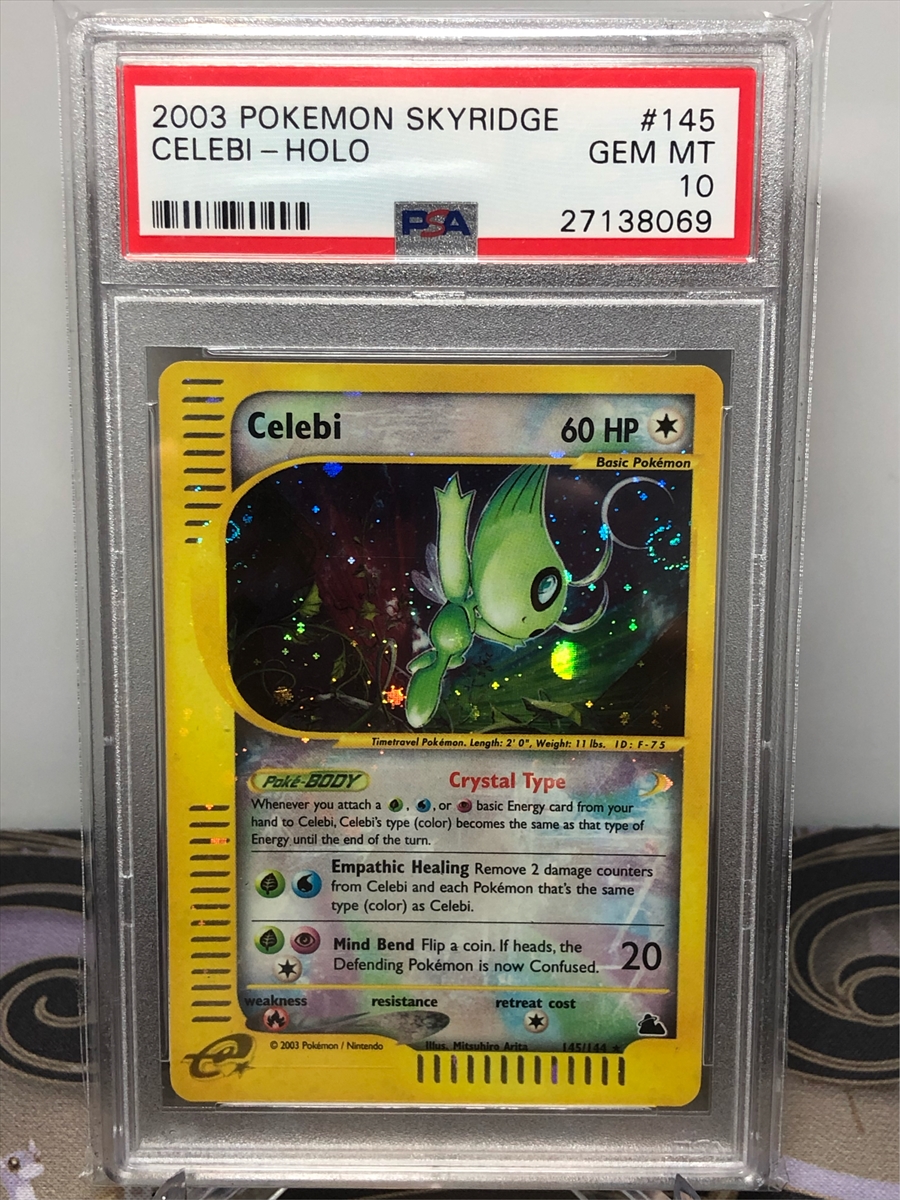 2003 POKEMON SKYRIDGE #145
CELEBI – HOLO GEM MT
10
PSA 27138069
Celebi 60 HP
Basic Pokémon
Timetravel Pokémon. Length: 2' 0", Weight: 11 lbs. ID: F-75
Poké-BODY Crystal Type
Whenever you attach a , , or basic Energy card from your
hand to Celebi, Celebi's type (color) becomes the same as that type of
Energy until the end of the turn.
Empathic Healing Remove 2 damage counters
from Celebi and each Pokémon that's the same
type (color) as Celebi.
Mind Bend Flip a coin. If heads, the 20
Defending Pokémon is now Confused.
weakness resistance retreat cost
© 2003 Pokémon / Nintendo Illus. Mitsuhiro Arita 145/144 ★
e